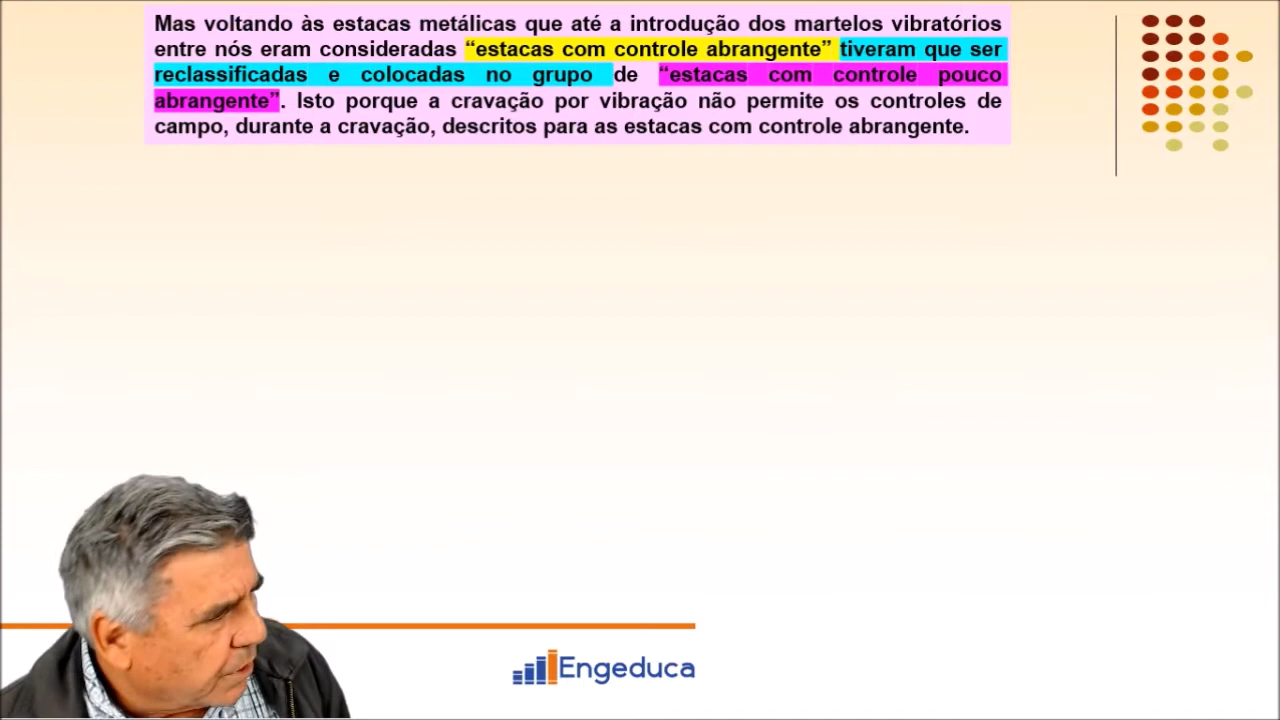 Mas voltando às estacas metálicas que até a introdução dos martelos vibratórios
entre nós eram consideradas “estacas com controle abrangente” tiveram que ser
reclassificadas e colocadas no grupo de “estacas com controle pouco
abrangente”. Isto porque a cravação por vibração não permite os controles de
campo, durante a cravação, descritos para as estacas com controle abrangente.
Engeduca